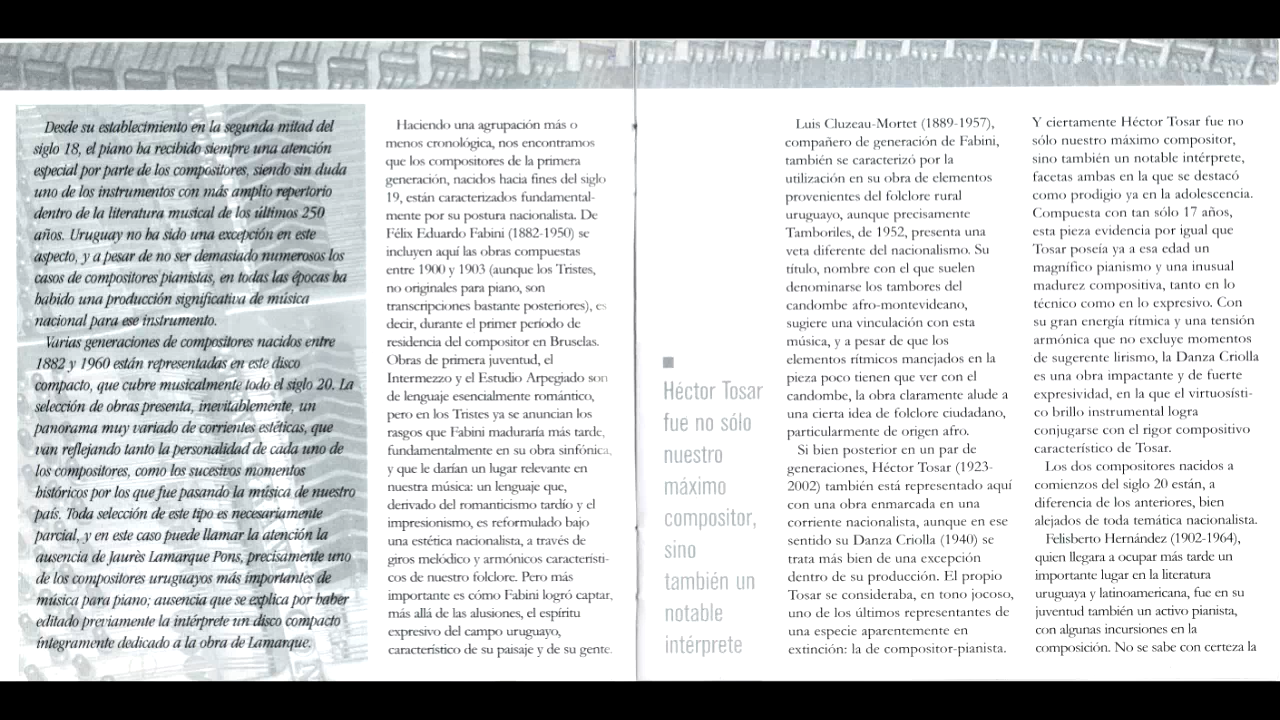 Desde su establecimiento en la segunda mitad del
siglo 18, el piano ha recibido siempre una atención
especial por parte de los compositores, siendo sin duda
uno de los instrumentos con más amplio repertorio
dentro de la literatura musical de los últimos 250
años. Uruguay no ha sido una excepción en este
aspecto, y a pesar de no ser demasiado numerosos los
casos de compositores pianistas, en todas las épocas ha
habido una producción significativa de música
nacional para ese instrumento.
Varias generaciones de compositores nacidos entre
1882 y 1960 están representadas en este disco
compacto, que cubre musicalmente todo el siglo 20. La
selección de obras presenta, inevitablemente, un
panorama muy variado de corrientes estéticas, que
van reflejando tanto la personalidad de cada uno de
los compositores, como los sucesivos momentos
históricos por los que fue pasando la música de nuestro
país. Toda selección de este tipo es necesariamente
parcial, y en este caso puede llamar la atención la
ausencia de Jaurès Lamarque Pons, precisamente uno
de los compositores uruguayos más importantes de
música para piano; ausencia que se explica por haber
editado previamente la intérprete un disco compacto
íntegramente dedicado a la obra de Lamarque.
Haciendo una agrupación más o
menos cronológica, nos encontramos
que los compositores de la primera
generación, nacidos hacia fines del siglo
19, están caracterizados fundamental-
mente por su postura nacionalista. De
Félix Eduardo Fabini (1882-1950) se
incluyen aquí las obras compuestas
entre 1900 y 1903 (aunque los Tristes,
no originales para piano, son
transcripciones bastante posteriores), es
decir, durante el primer período de
residencia del compositor en Bruselas.
Obras de primera juventud, el
Intermezzo y el Estudio Arpegiado son
de lenguaje esencialmente romántico,
pero en los Tristes ya se anuncian los
rasgos que Fabini maduraría más tarde,
fundamentalmente en su obra sinfónica,
y que le darían un lugar relevante en
nuestra música: un lenguaje que,
derivado del romanticismo tardío y el
impresionismo, es reformulado bajo
una estética nacionalista, a través de
giros melódico y armónicos característi-
cos de nuestro folclore. Pero más
importante es cómo Fabini logró captar,
más allá de las alusiones, el espíritu
expresivo del campo uruguayo,
característico de su paisaje y de su gente.
Héctor Tosar
fue no sólo
nuestro
máximo
compositor,
sino
también un
notable
intérprete
Luis Cluzeau-Mortet (1889-1957),
compañero de generación de Fabini,
también se caracterizó por la
utilización en su obra de elementos
provenientes del folclore rural
uruguayo, aunque precisamente
Tamboriles, de 1952, presenta una
veta diferente del nacionalismo. Su
título, nombre con el que suelen
denominarse los tambores del
candombe afro-montevideano,
sugiere una vinculación con esta
música, y a pesar de que los
elementos rítmicos manejados en la
pieza poco tienen que ver con el
candombe, la obra claramente alude a
una cierta idea de folclore ciudadano,
particularmente de origen afro.
Si bien posterior en un par de
generaciones, Héctor Tosar (1923-
2002) también está representado aquí
con una obra enmarcada en una
corriente nacionalista, aunque en ese
sentido su Danza Criolla (1940) se
trata más bien de una excepción
dentro de su producción. El propio
Tosar se consideraba, en tono jocoso,
uno de los últimos representantes de
una especie aparentemente en
extinción: la de compositor-pianista.
Y ciertamente Héctor Tosar fue no
sólo nuestro máximo compositor,
sino también un notable intérprete,
facetas ambas en la que se destacó
como prodigio ya en la adolescencia.
Compuesta con tan sólo 17 años,
esta pieza evidencia por igual que
Tosar poseía ya a esa edad un
magnífico pianismo y una inusual
madurez compositiva, tanto en lo
técnico como en lo expresivo. Con
su gran energía rítmica y una tensión
armónica que no excluye momentos
de sugerente lirismo, la Danza Criolla
es una obra impactante y de fuerte
expresividad, en la que el virtuosísti-
co brillo instrumental logra
conjugarse con el rigor compositivo
característico de Tosar.
Los dos compositores nacidos a
comienzos del siglo 20 están, a
diferencia de los anteriores, bien
alejados de toda temática nacionalista.
Felisberto Hernández (1902-1964),
quien llegara a ocupar más tarde un
importante lugar en la literatura
uruguaya y latinoamericana, fue en su
juventud también un activo pianista,
con algunas incursiones en la
composición. No se sabe con certeza la